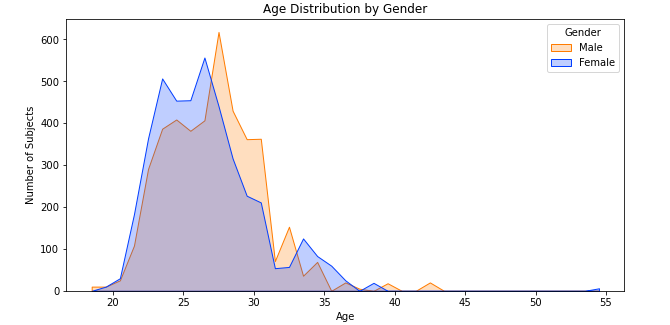 Age Distribution by Gender
Gender
Male
Female
Number of Subjects
600
500
400
300
200
100
0
20 25 30 35 40 45 50 55
Age